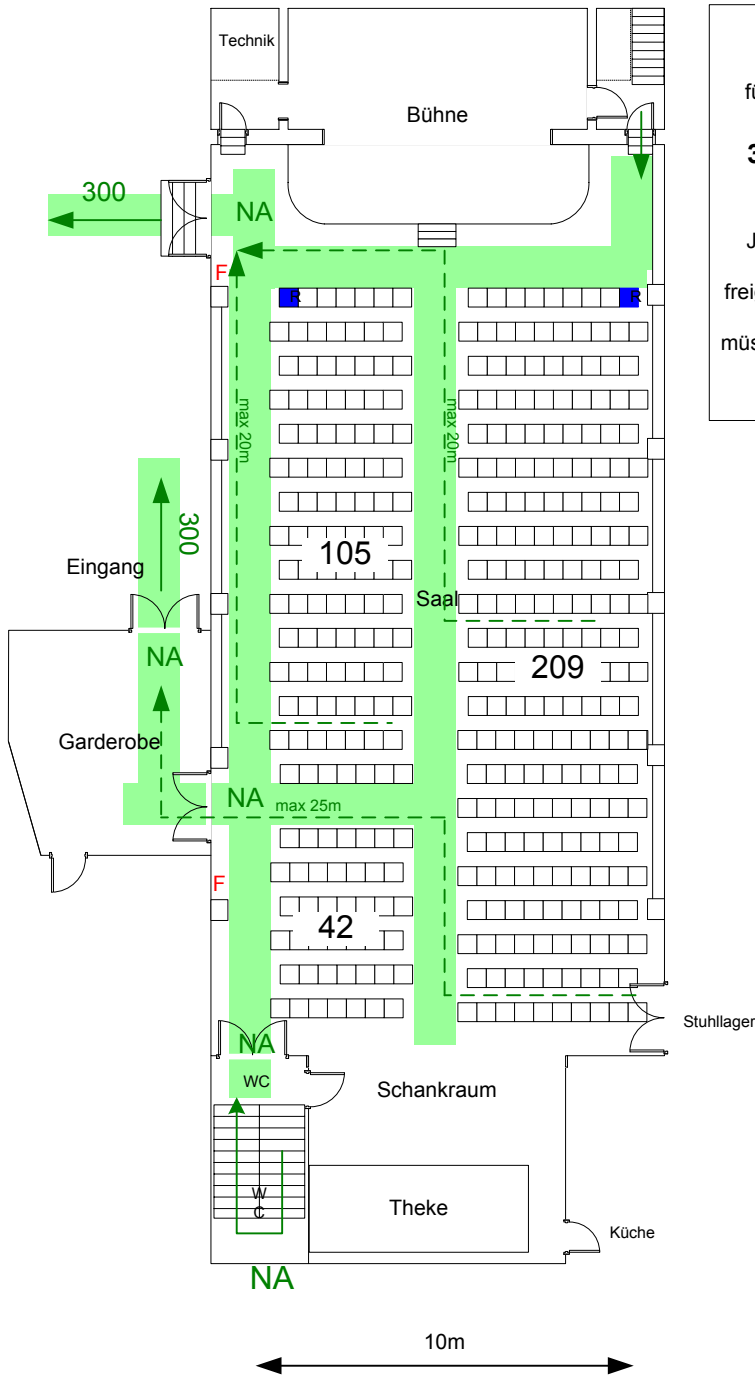 Technik
Bühne
fü
3
J
frei
müs
300
NA
F
R
R
max 20m
max 20m
300
Eingang
105
Saal
NA
209
Garderobe
NA
max 25m
F
42
Stuhllager
NA
WC
Schankraum
W
C
Theke
Küche
NA
10m